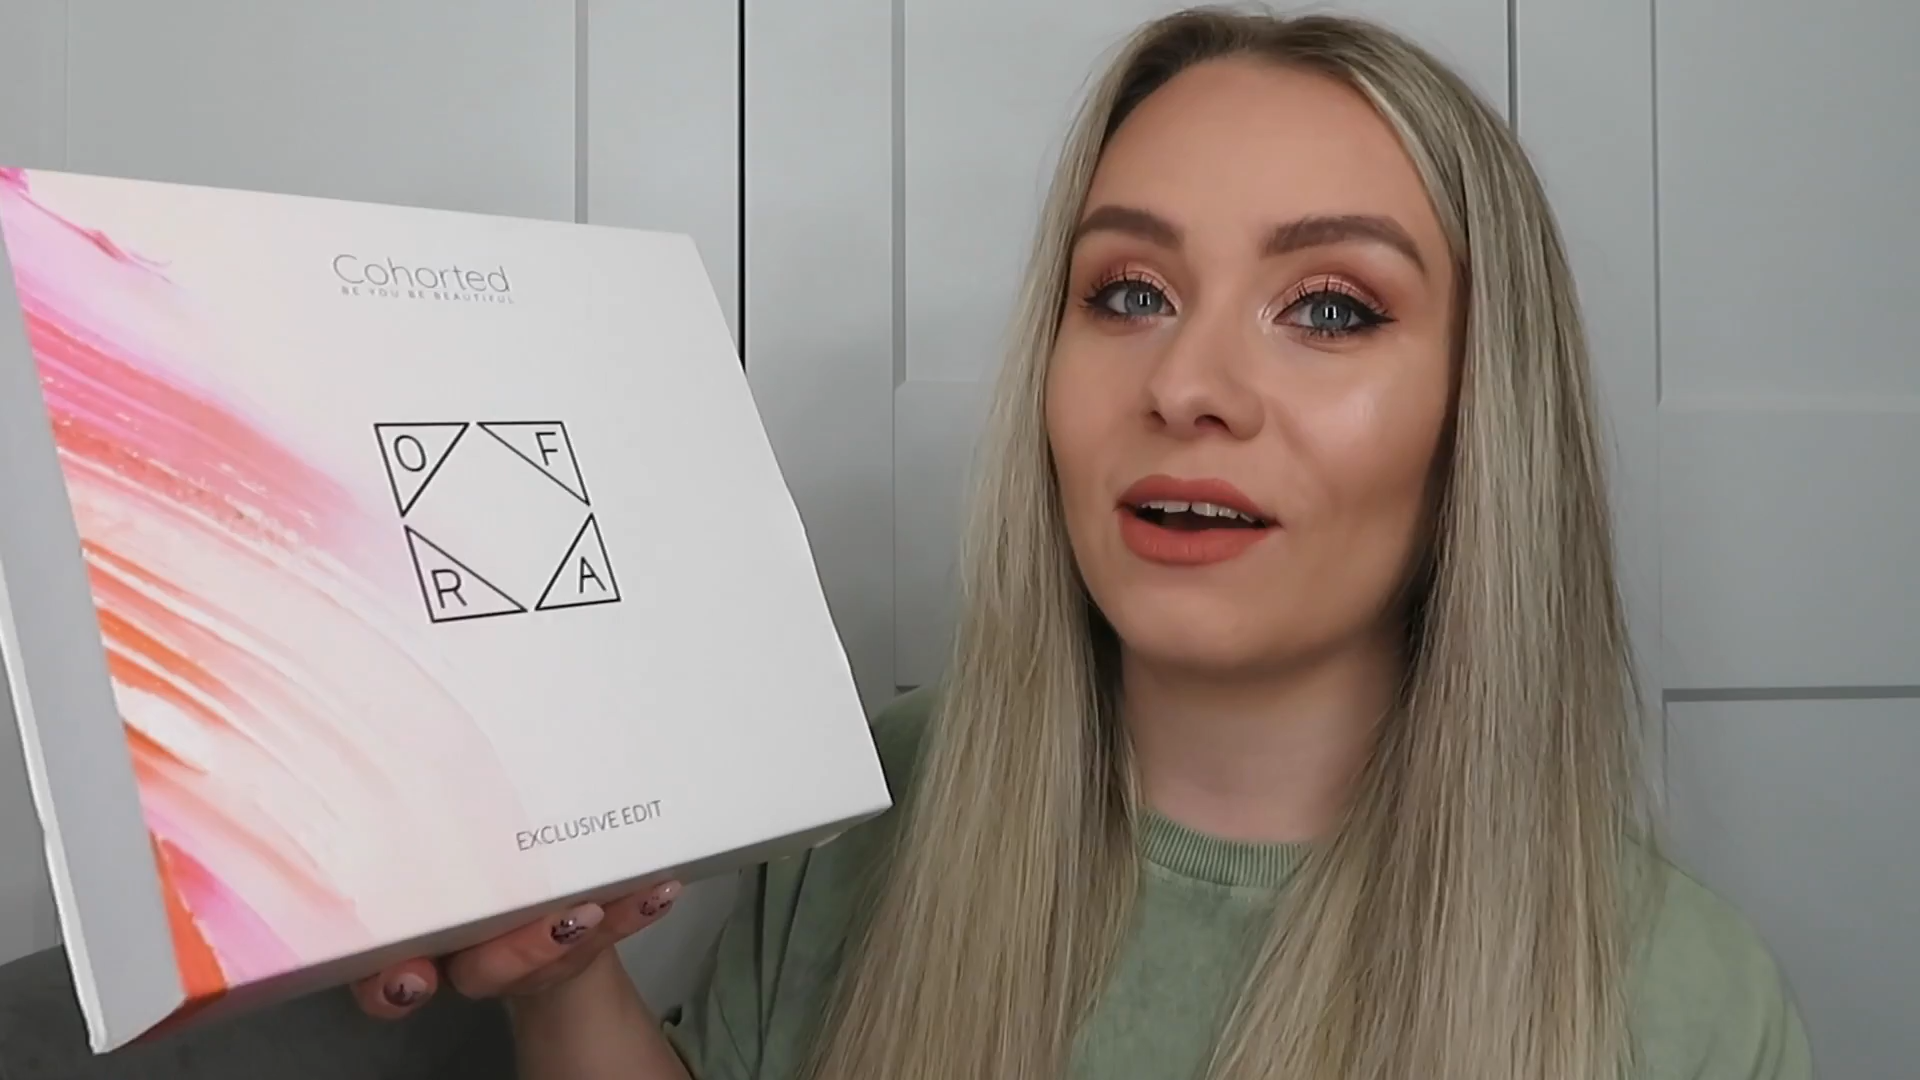 Cohorted
BE YOU BE BEAUTIFUL
O F
R A
EXCLUSIVE EDIT